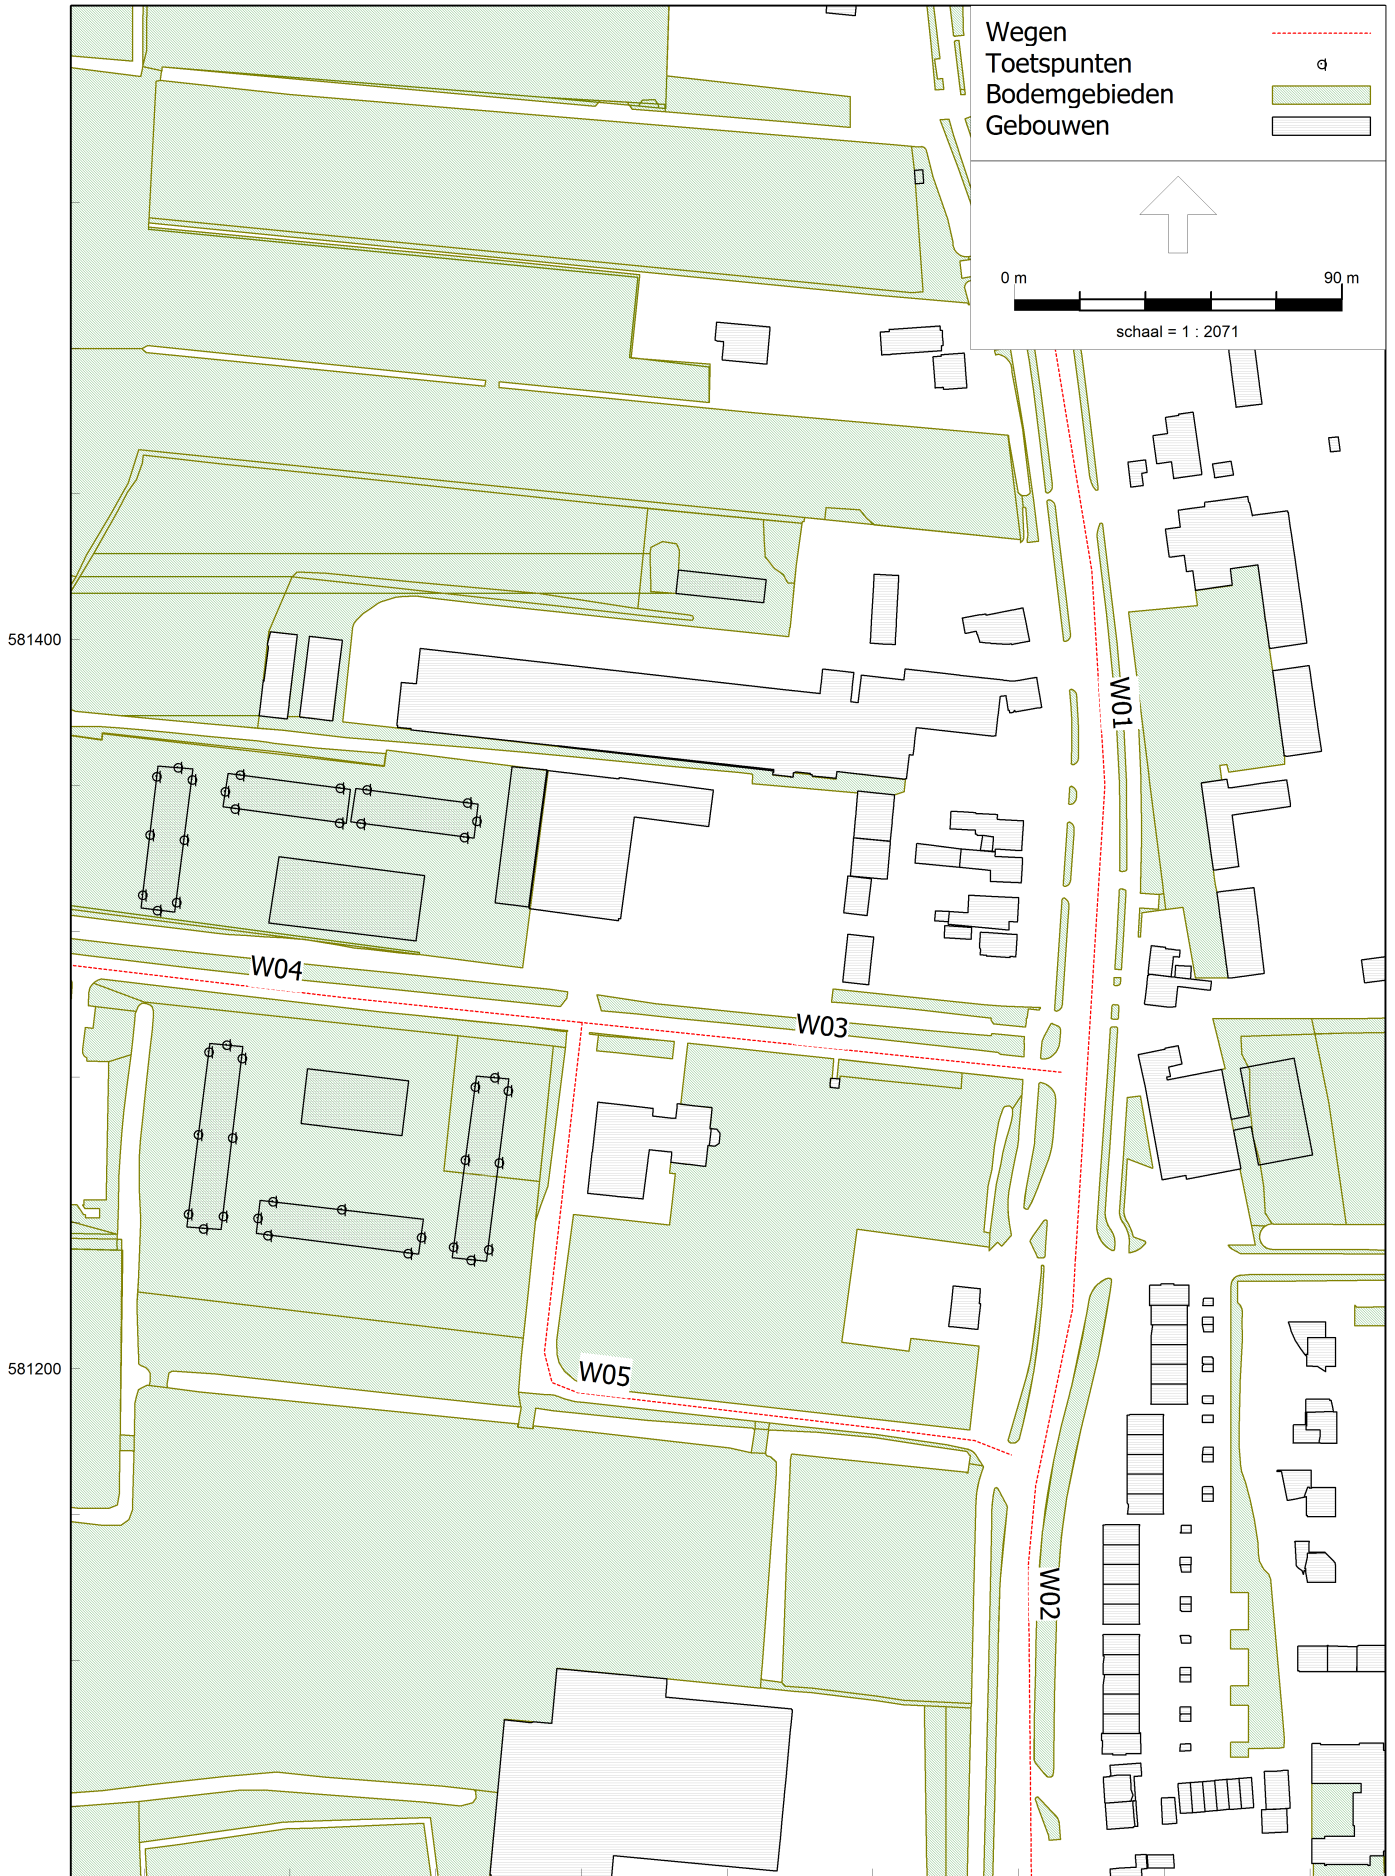 Wegen
Toetspunten
Bodemgebieden
Gebouwen
0 m 90 m
schaal = 1 : 2071
581400
W01
W04
W03
W05
581200
W02